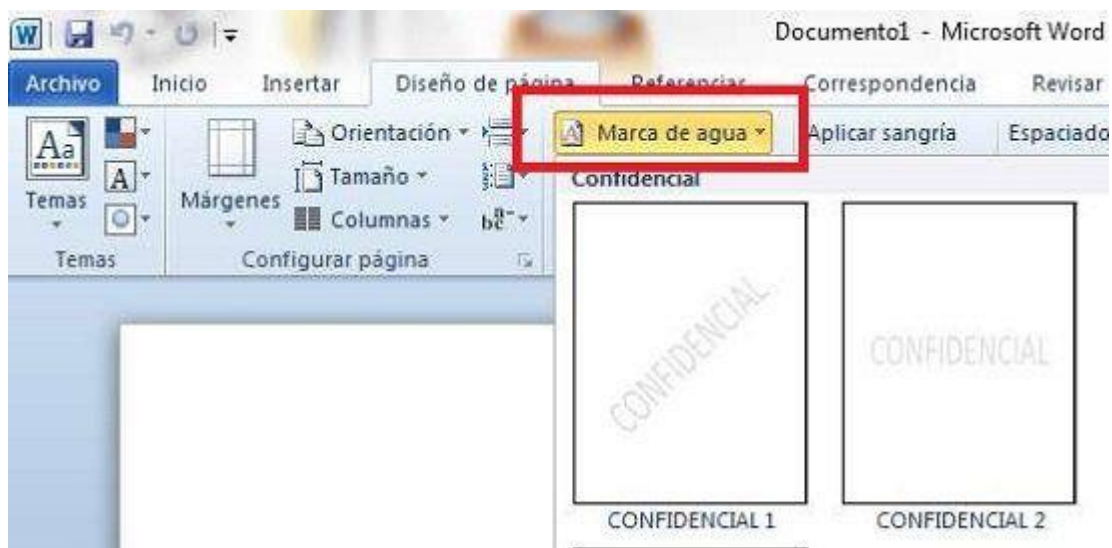 Documento1 - Microsoft Word
Archivo Inicio Insertar Diseño de página Referencias Correspondencia Revisar
Orientación Marca de agua Aplicar sangría Espaciado
Tamaño
Temas Márgenes Columnas
Temas Configurar página
Confidencial
CONFIDENCIAL
CONFIDENCIAL
CONFIDENCIAL 1 CONFIDENCIAL 2